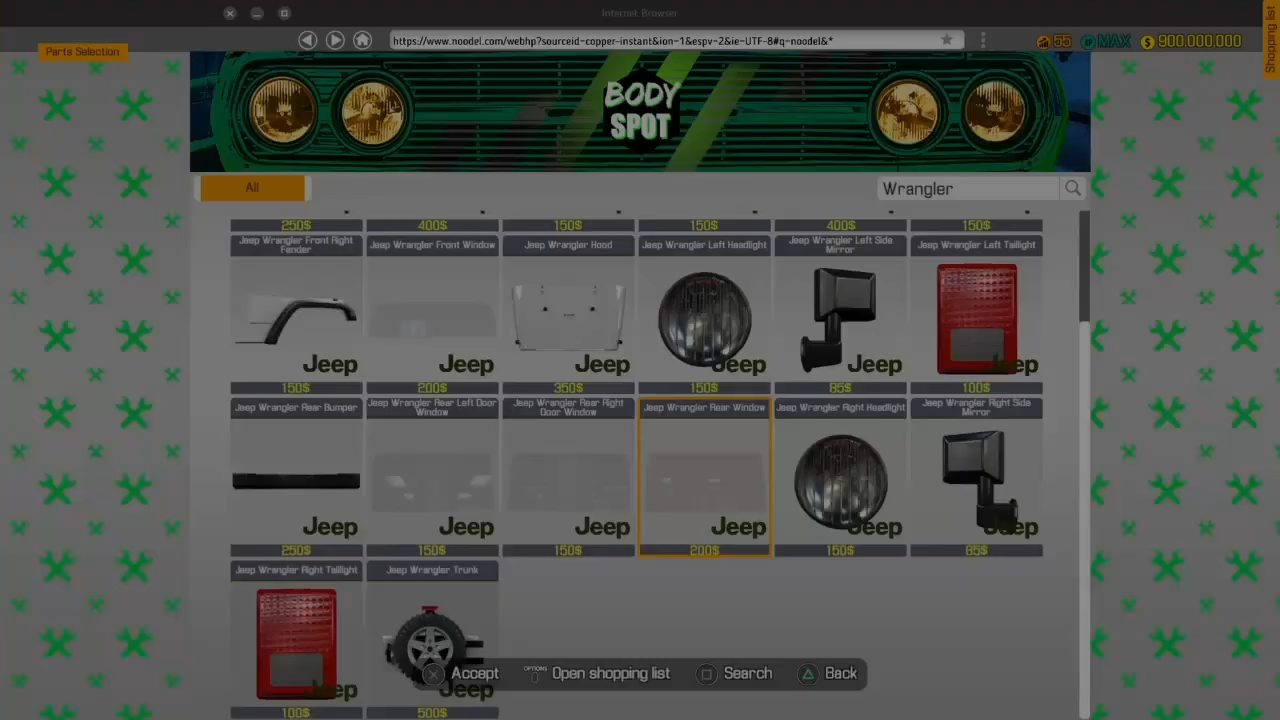 Internet Browser
Parts Selection
https://www.noodel.com/webhp?sourceid-copper-instant&ion-1&espv-2&ie-UTF-8#q-noodel&*
55
MAX
900.000.000
Shopping list
BODY
SPOT
All
Wrangler
250$
400$
150$
150$
400$
150$
Jeep Wrangler Front Right
Fender
Jeep Wrangler Front Window
Jeep Wrangler Hood
Jeep Wrangler Left Headlight
Jeep Wrangler Left Side
Mirror
Jeep Wrangler Left Taillight
Jeep
Jeep
Jeep
Jeep
Jeep
Jeep
150$
200$
350$
150$
85$
100$
Jeep Wrangler Rear Bumper
Jeep Wrangler Rear Left Door
Window
Jeep Wrangler Rear Right
Door Window
Jeep Wrangler Rear Window
Jeep Wrangler Right Headlight
Jeep Wrangler Right Side
Mirror
Jeep
Jeep
Jeep
Jeep
Jeep
Jeep
250$
150$
150$
200$
150$
85$
Jeep Wrangler Right Taillight
Jeep Wrangler Trunk
Jeep
Jeep
100$
500$
Accept
OPTIONS
Open shopping list
Search
Back